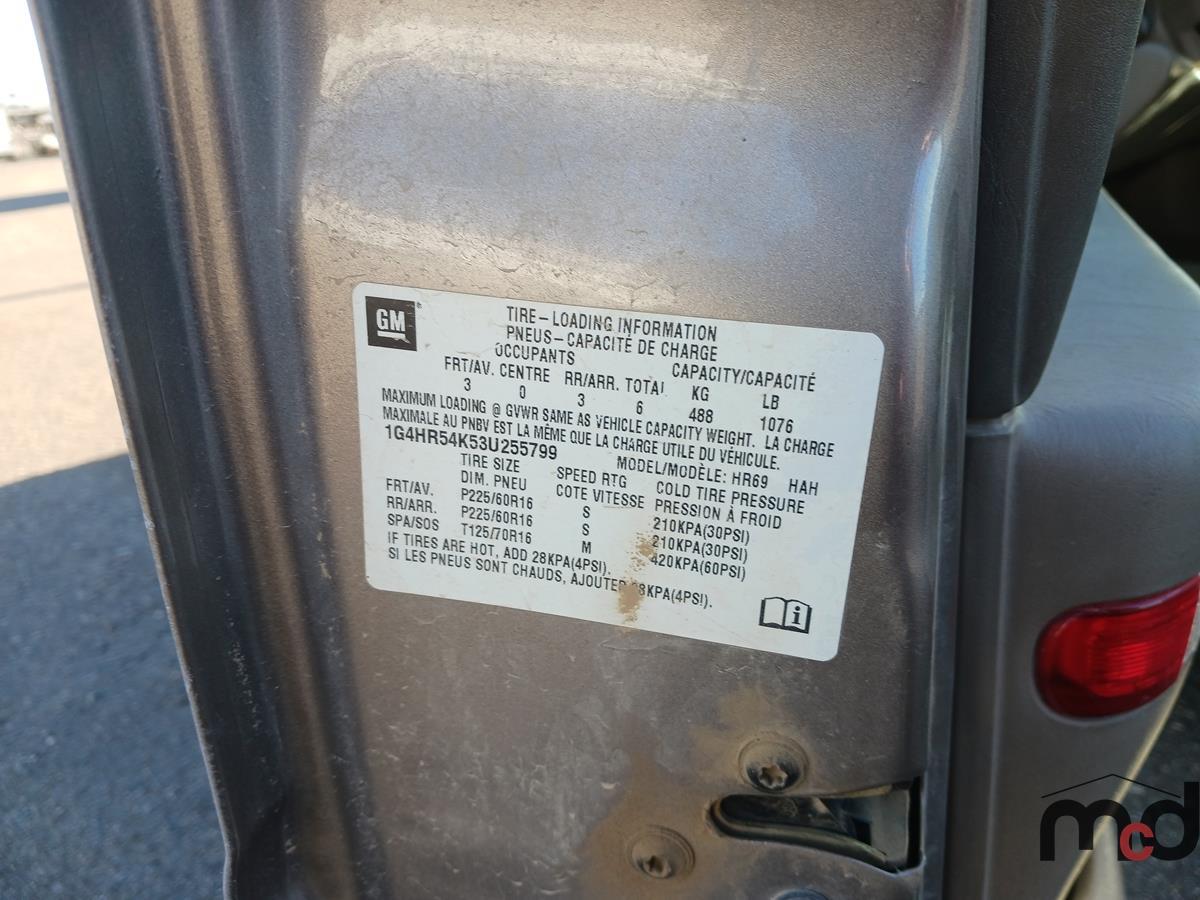 GM
TIRE-LOADING INFORMATION
PNEUS-CAPACITÉ DE CHARGE
OCCUPANTS CAPACITY/CAPACITÉ
FRT/AV. CENTRE RR/ARR. TOTAL KG LB
3 0 3 6 488 1076
MAXIMUM LOADING @ GVWR SAME AS VEHICLE CAPACITY WEIGHT. LA CHARGE
MAXIMALE AU PNBV EST LA MÊME QUE LA CHARGE UTILE DU VÉHICULE.
1G4HR54K53U255799 MODEL/MODÈLE: HR69 HAH
TIRE SIZE SPEED RTG COLD TIRE PRESSURE
DIM. PNEU COTE VITESSE PRESSION À FROID
FRT/AV. P225/60R16 S 210KPA(30PSI)
RR/ARR. P225/60R16 S 210KPA(30PSI)
SPA/SOS T125/70R16 M 420KPA(60PSI)
IF TIRES ARE HOT, ADD 28KPA(4PSI).
SI LES PNEUS SONT CHAUDS, AJOUTER 28KPA(4PSI).
i
mcd